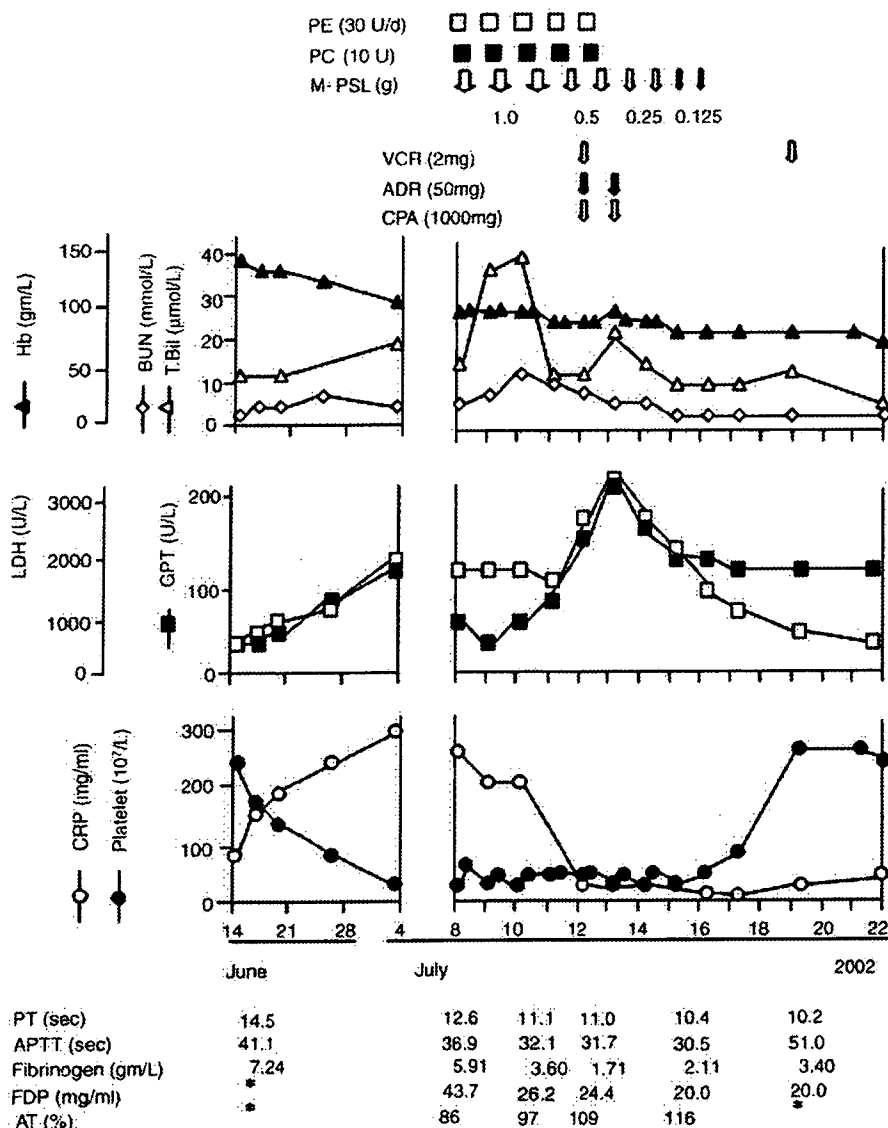 PE (30 U/d)
PC (10 U)
M-PSL (g)
1.0 0.5 0.25 0.125
VCR (2mg)
ADR (50mg)
CPA (1000mg)
Hb (gm/L)
150
100
50
0
BUN (mmol/L)
T.Bil (μmol/L)
40
30
20
10
0
LDH (U/L)
3000
2000
1000
0
GPT (U/L)
200
100
0
CRP (mg/ml)
Platelet (10⁷/L)
300
200
100
0
14 21 28 4 8 10 12 14 16 18 20 22
June July 2002
PT (sec) 14.5 12.6 11.1 11.0 10.4 10.2
APTT (sec) 41.1 36.9 32.1 31.7 30.5 51.0
Fibrinogen (gm/L) 7.24 5.91 3.60 1.71 2.11 3.40
FDP (mg/ml) * 43.7 26.2 24.4 20.0 20.0
AT (%) * 86 97 109 116 *